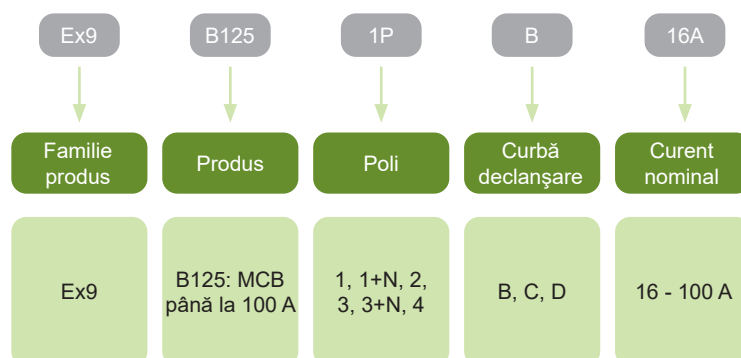 Ex9
B125
1P
B
16A
Familie
produs
Produs
Poli
Curbă
declanşare
Curent
nominal
Ex9
B125: MCB
până la 100 A
1, 1+N, 2,
3, 3+N, 4
B, C, D
16 - 100 A